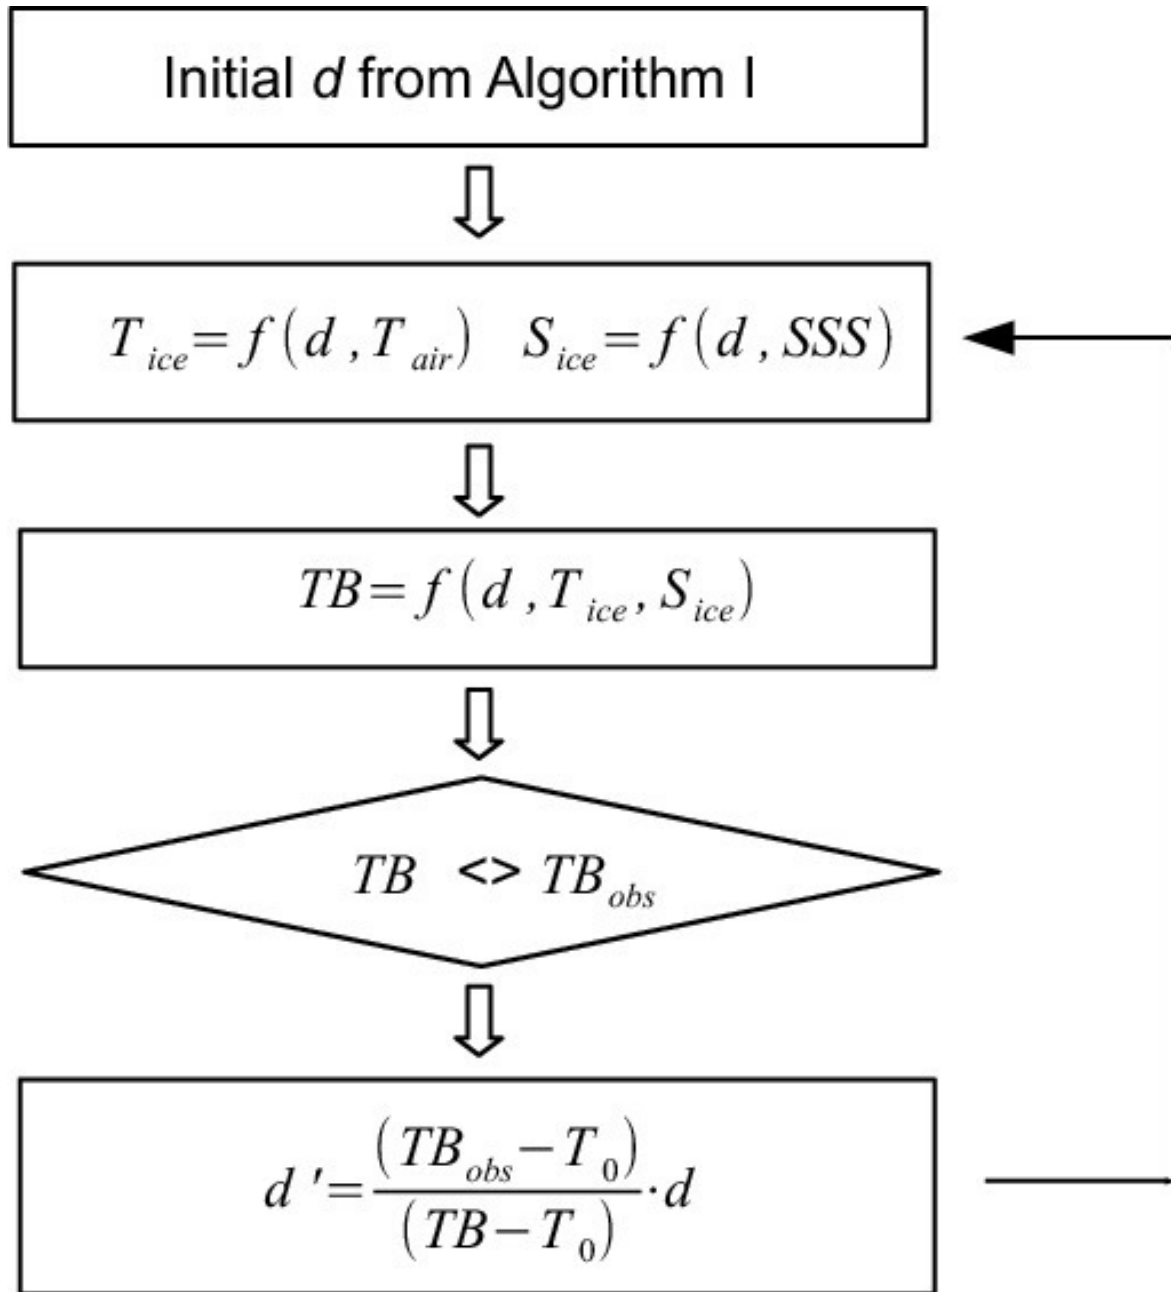 Initial d from Algorithm I
T_ice = f(d , T_air)   S_ice = f(d , SSS)
TB = f(d , T_ice , S_ice)
TB <> TB_obs
d ' = (TB_obs − T_0) / (TB − T_0) · d